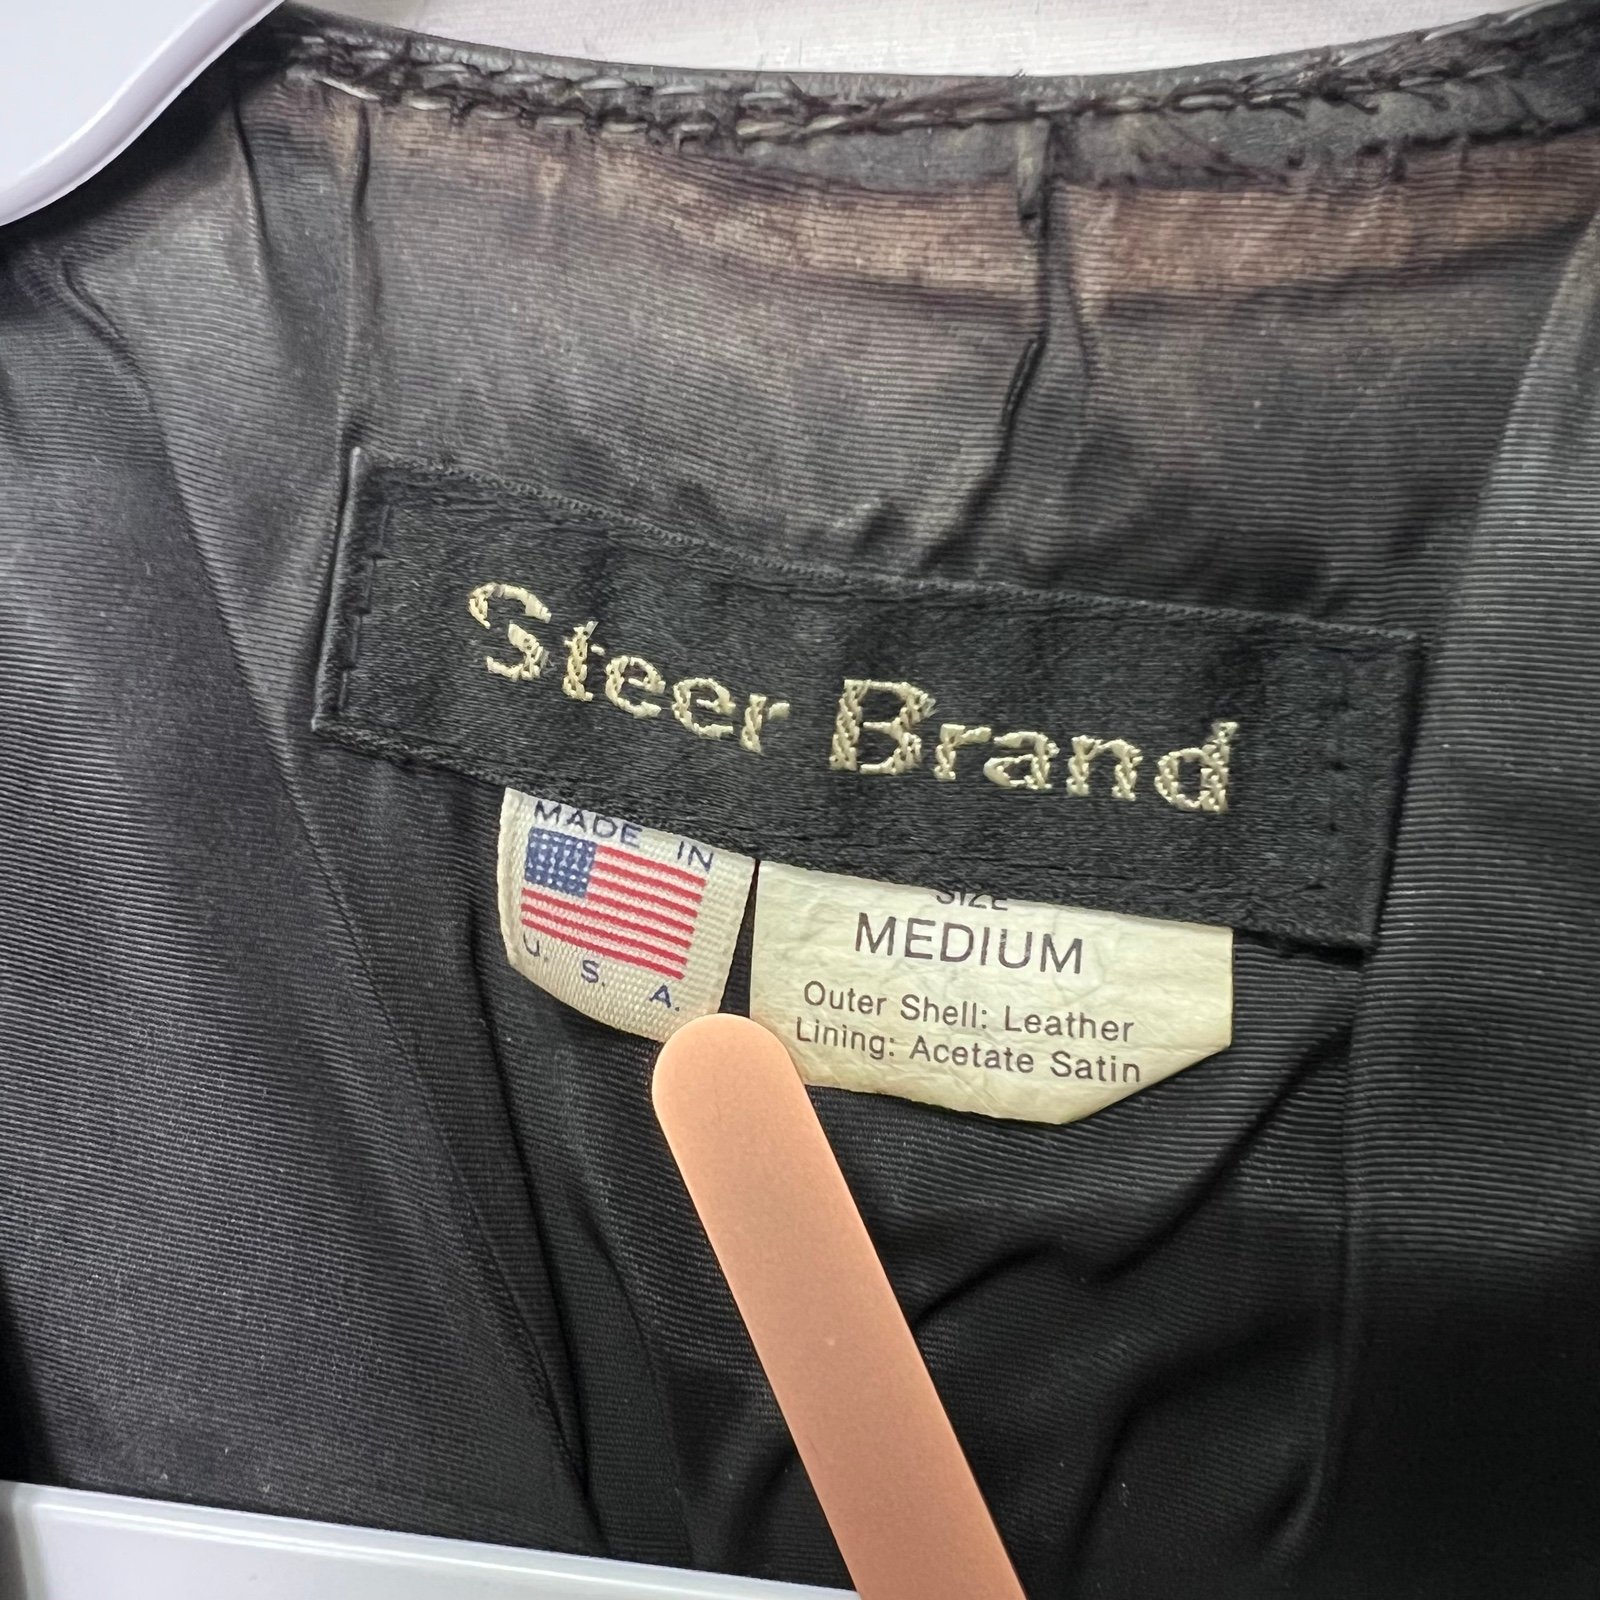 Steer Brand
MADE IN
U. S. A.
SIZE
MEDIUM
Outer Shell: Leather
Lining: Acetate Satin